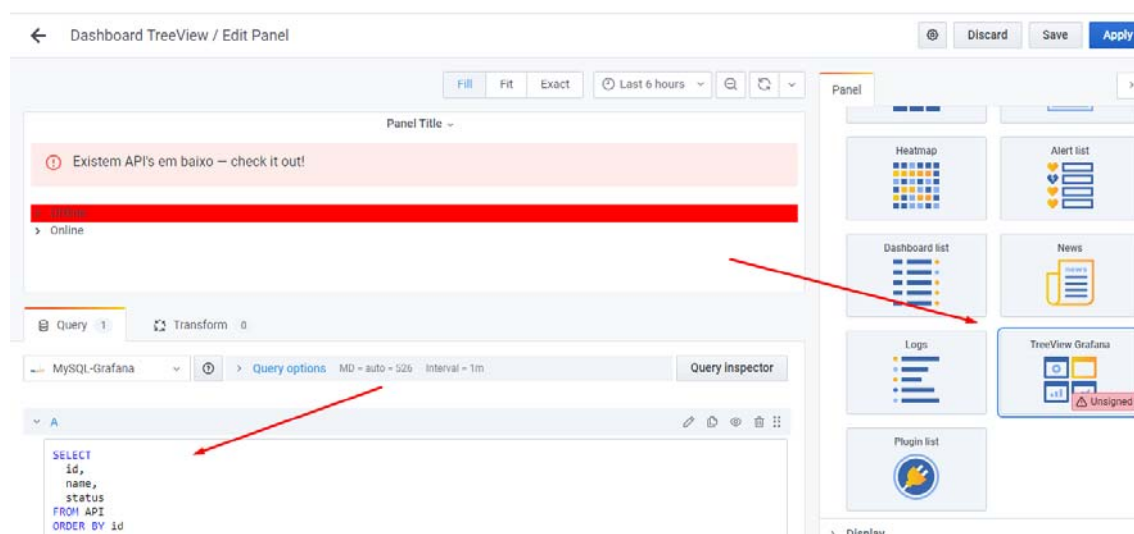 Dashboard TreeView / Edit Panel
Discard
Save
Apply
Fill
Fit
Exact
Last 6 hours
Panel
Panel Title
Existem API's em baixo — check it out!
Offline
Online
Heatmap
Alert list
Dashboard list
News
news
Logs
TreeView Grafana
Unsigned
Plugin list
Display
Query 1
Transform 0
MySQL-Grafana
Query options MD = auto = 526 Interval = 1m
Query inspector
A
SELECT
id,
name,
status
FROM API
ORDER BY id